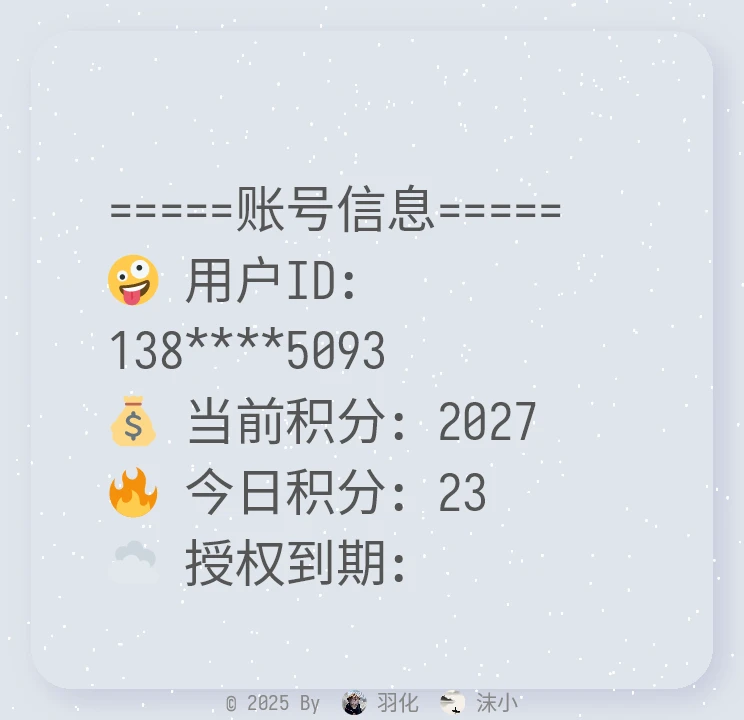 =====账号信息=====
🤪 用户ID:
138****5093
💰 当前积分: 2027
🔥 今日积分: 23
☁️ 授权到期:
© 2025 By 羽化 沫小